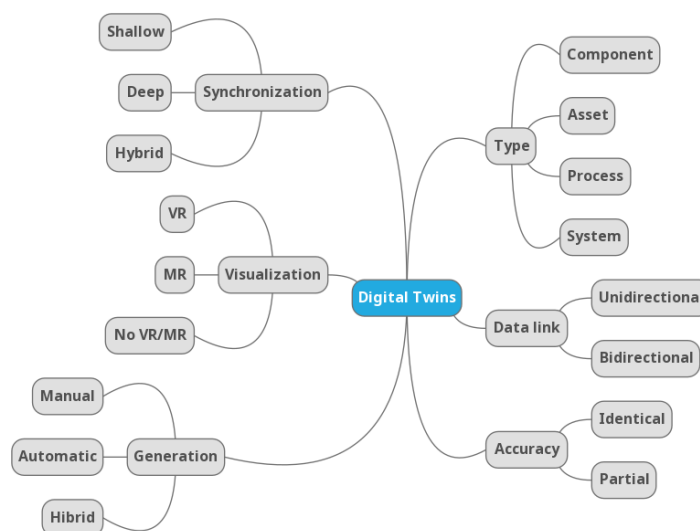 Shallow
Deep
Synchronization
Hybrid
VR
MR
Visualization
No VR/MR
Manual
Automatic
Generation
Hibrid
Digital Twins
Component
Asset
Type
Process
System
Unidirectiona
Data link
Bidirectional
Identical
Accuracy
Partial